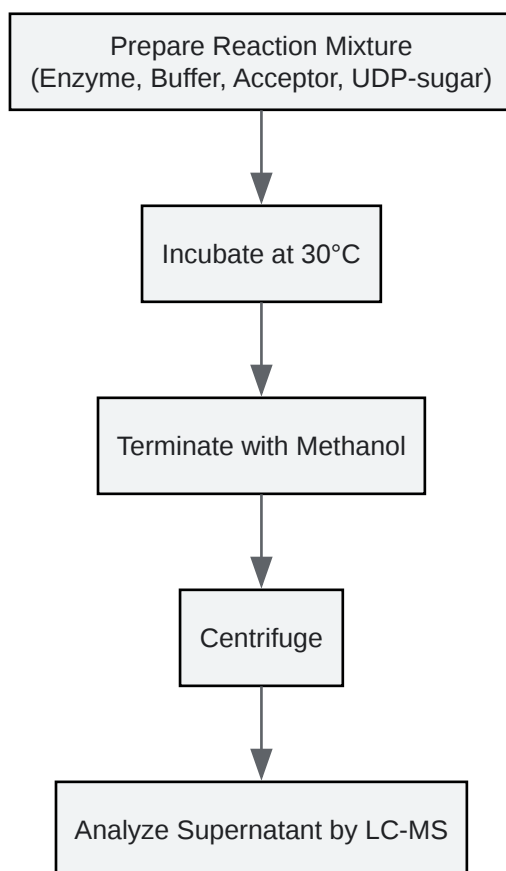 Prepare Reaction Mixture
(Enzyme, Buffer, Acceptor, UDP-sugar)
Incubate at 30°C
Terminate with Methanol
Centrifuge
Analyze Supernatant by LC-MS